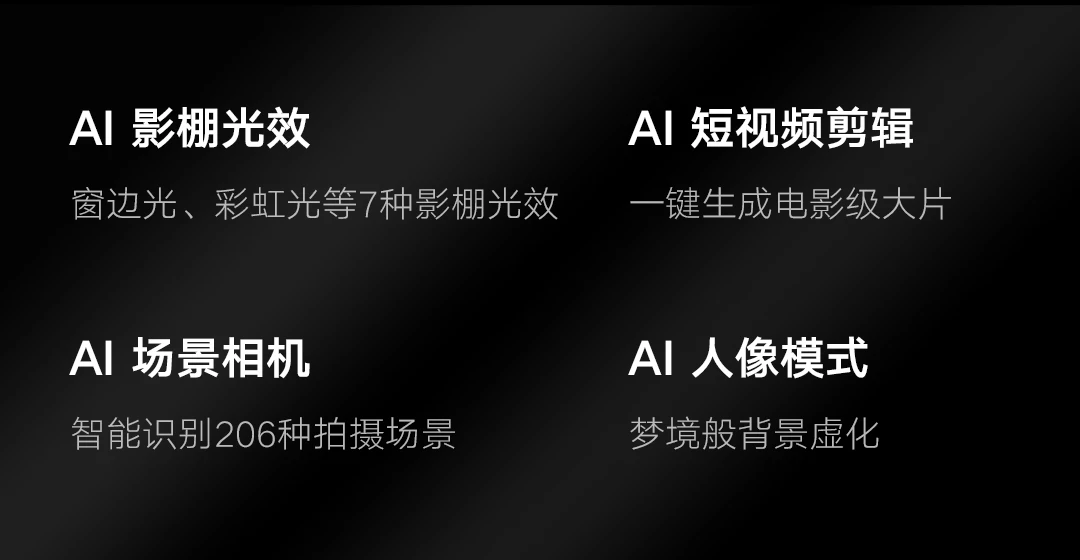 AI 影棚光效
窗边光、彩虹光等7种影棚光效
AI 短视频剪辑
一键生成电影级大片
AI 场景相机
智能识别206种拍摄场景
AI 人像模式
梦境般背景虚化